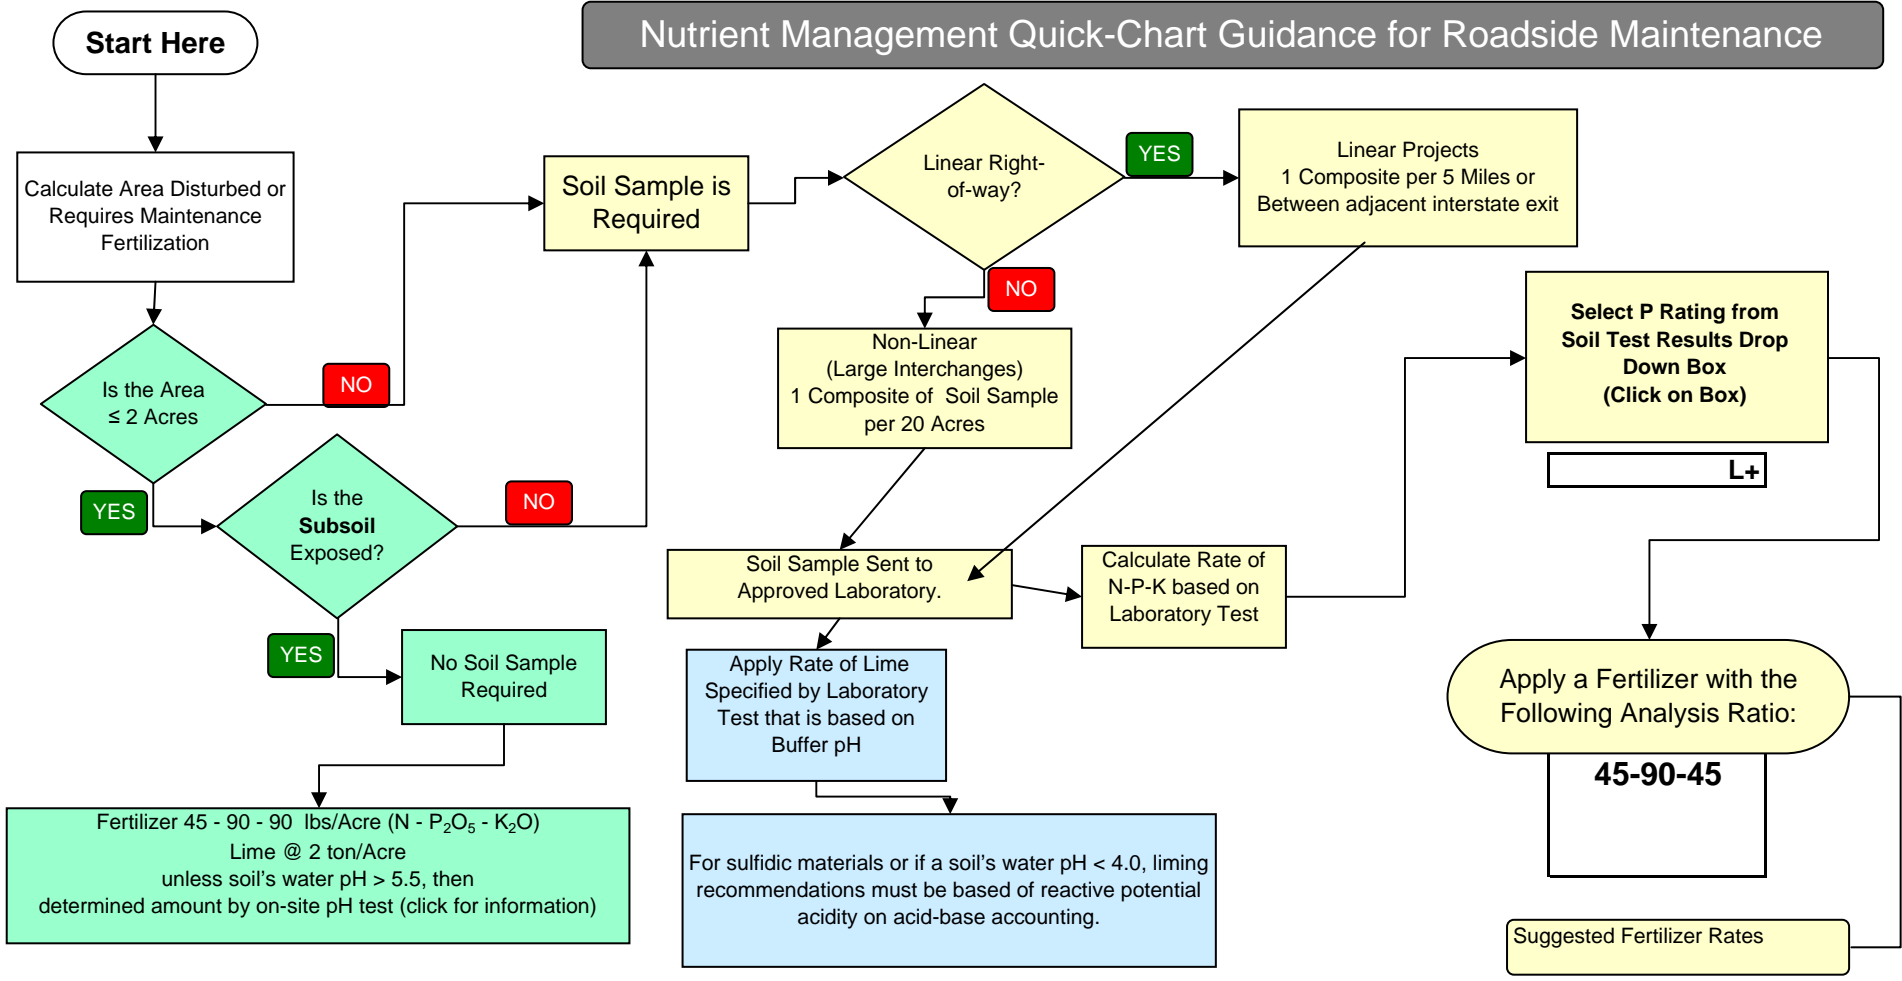 Start Here
Nutrient Management Quick-Chart Guidance for Roadside Maintenance
Calculate Area Disturbed or
Requires Maintenance
Fertilization
Is the Area
≤ 2 Acres
NO
YES
Is the
Subsoil
Exposed?
NO
YES
No Soil Sample
Required
Fertilizer 45 - 90 - 90 lbs/Acre (N - P₂O₅ - K₂O)
Lime @ 2 ton/Acre
unless soil's water pH > 5.5, then
determined amount by on-site pH test (click for information)
Soil Sample is
Required
Linear Right-
of-way?
YES
NO
Linear Projects
1 Composite per 5 Miles or
Between adjacent interstate exit
Non-Linear
(Large Interchanges)
1 Composite of Soil Sample
per 20 Acres
Soil Sample Sent to
Approved Laboratory.
Apply Rate of Lime
Specified by Laboratory
Test that is based on
Buffer pH
For sulfidic materials or if a soil's water pH < 4.0, liming
recommendations must be based of reactive potential
acidity on acid-base accounting.
Calculate Rate of
N-P-K based on
Laboratory Test
Select P Rating from
Soil Test Results Drop
Down Box
(Click on Box)
L+
Apply a Fertilizer with the
Following Analysis Ratio:
45-90-45
Suggested Fertilizer Rates